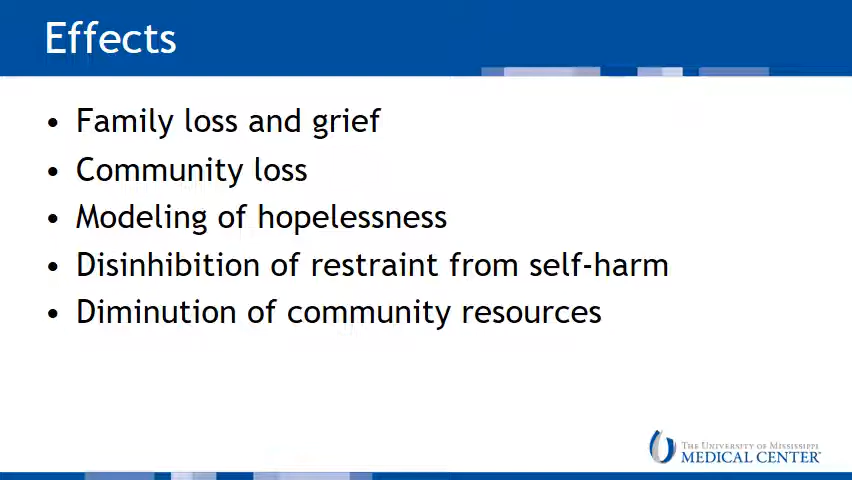 Effects
• Family loss and grief
• Community loss
• Modeling of hopelessness
• Disinhibition of restraint from self-harm
• Diminution of community resources
THE UNIVERSITY OF MISSISSIPPI
MEDICAL CENTER